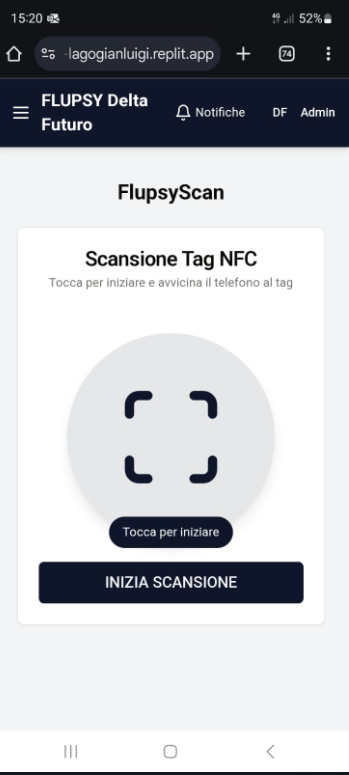 15:20
4G 52%
-lagogianluigi.replit.app
74
FLUPSY Delta
Futuro
Notifiche
DF
Admin
FlupsyScan
Scansione Tag NFC
Tocca per iniziare e avvicina il telefono al tag
Tocca per iniziare
INIZIA SCANSIONE